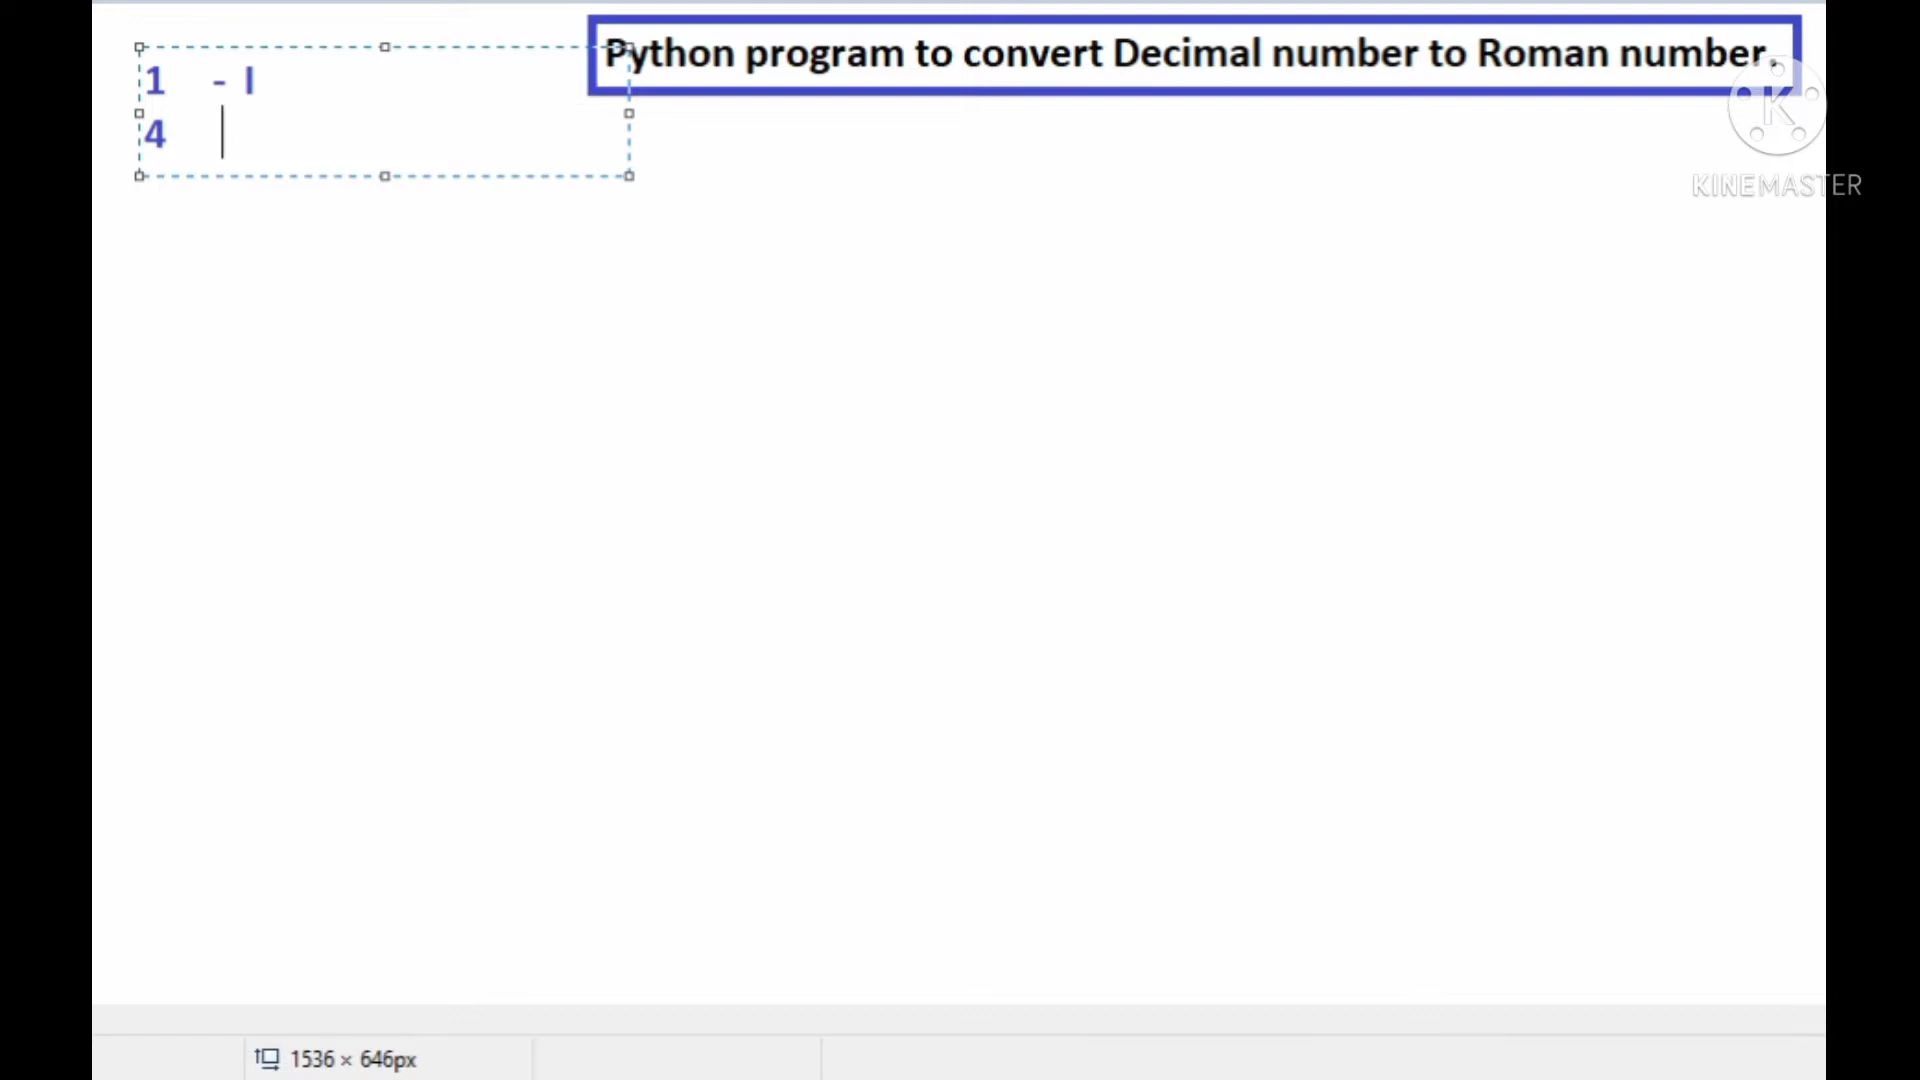 Python program to convert Decimal number to Roman number.
1 - I
4
K
KINEMASTER
1536 × 646px